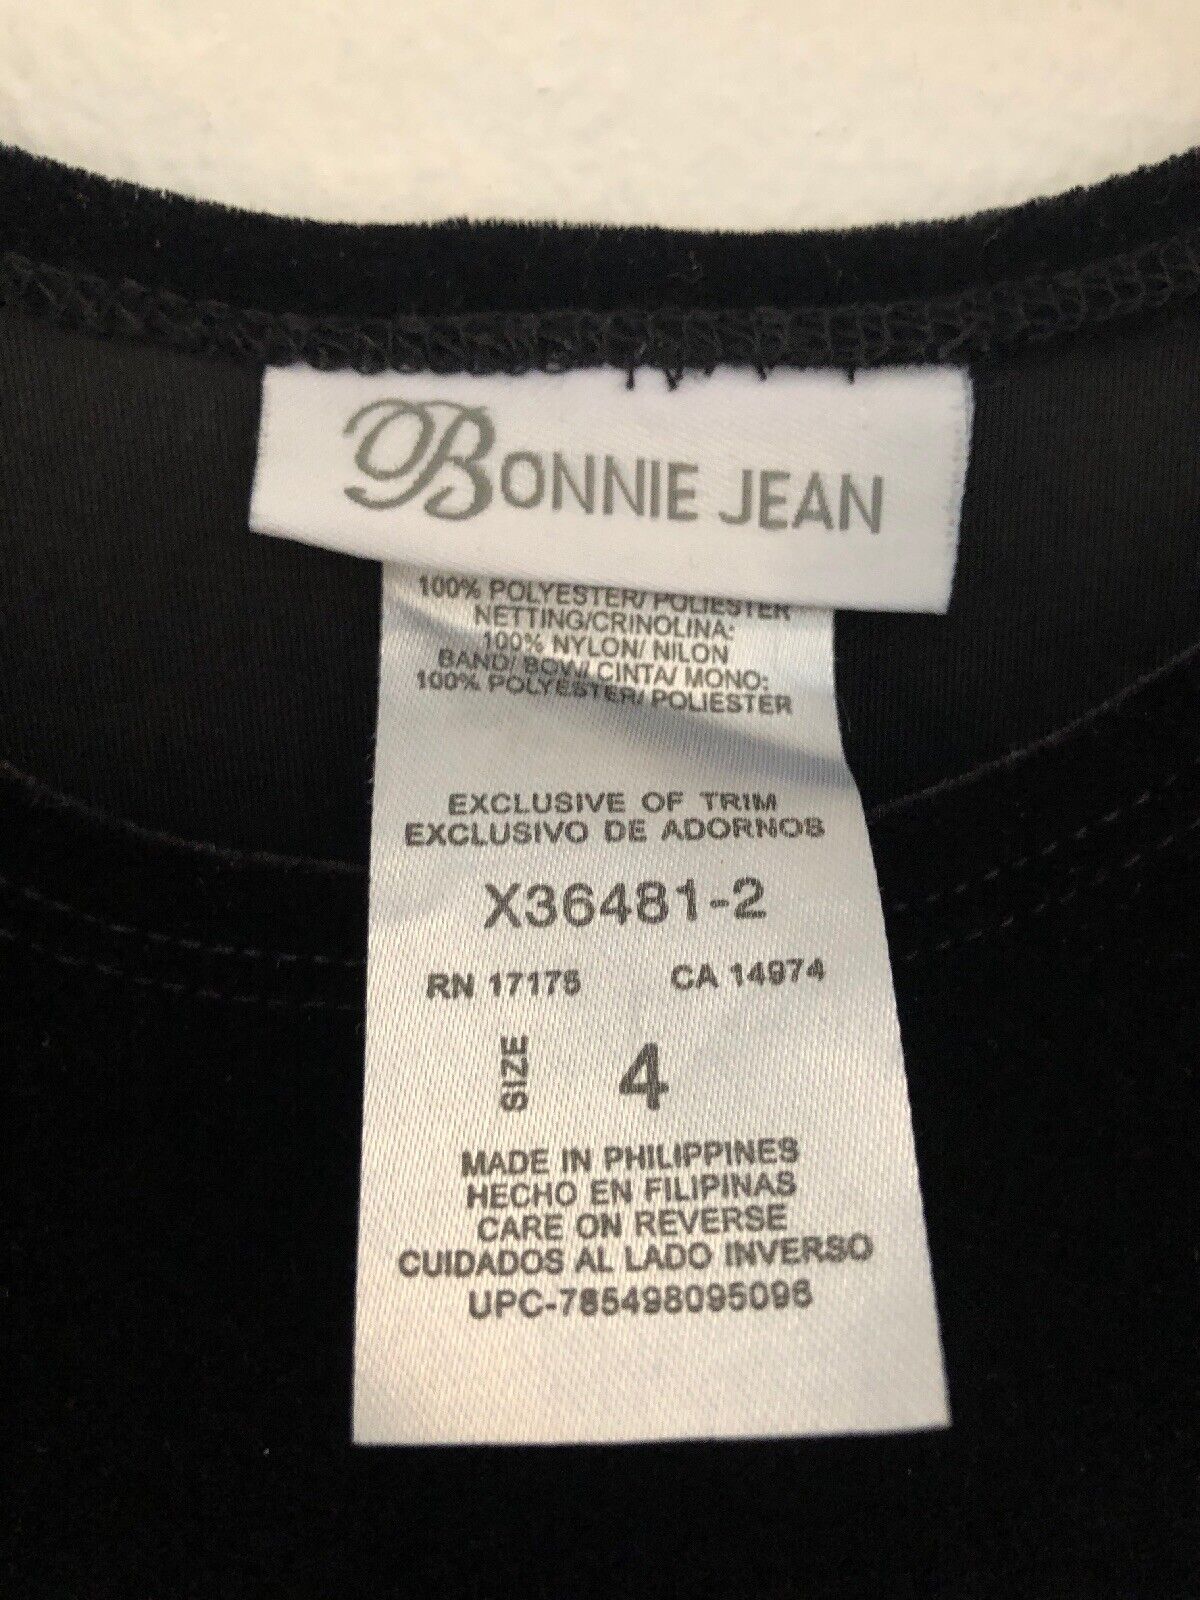 BONNIE JEAN
100% POLYESTER/ POLIESTER
NETTING/CRINOLINA:
100% NYLON/ NILON
BAND/ BOW/ CINTA/ MONO:
100% POLYESTER/ POLIESTER
EXCLUSIVE OF TRIM
EXCLUSIVO DE ADORNOS
X36481-2
RN 17175 CA 14974
SIZE 4
MADE IN PHILIPPINES
HECHO EN FILIPINAS
CARE ON REVERSE
CUIDADOS AL LADO INVERSO
UPC-785498095096